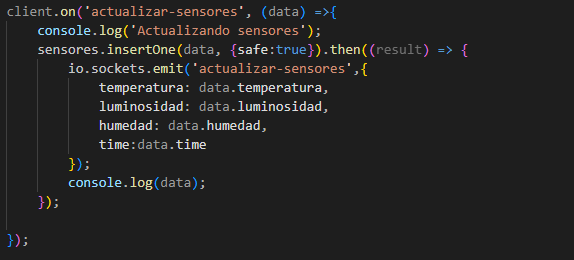 client.on('actualizar-sensores', (data) =>{
    console.log('Actualizando sensores');
    sensores.insertOne(data, {safe:true}).then((result) => {
        io.sockets.emit('actualizar-sensores',{
            temperatura: data.temperatura,
            luminosidad: data.luminosidad,
            humedad: data.humedad,
            time:data.time
        });
        console.log(data);
    });

});